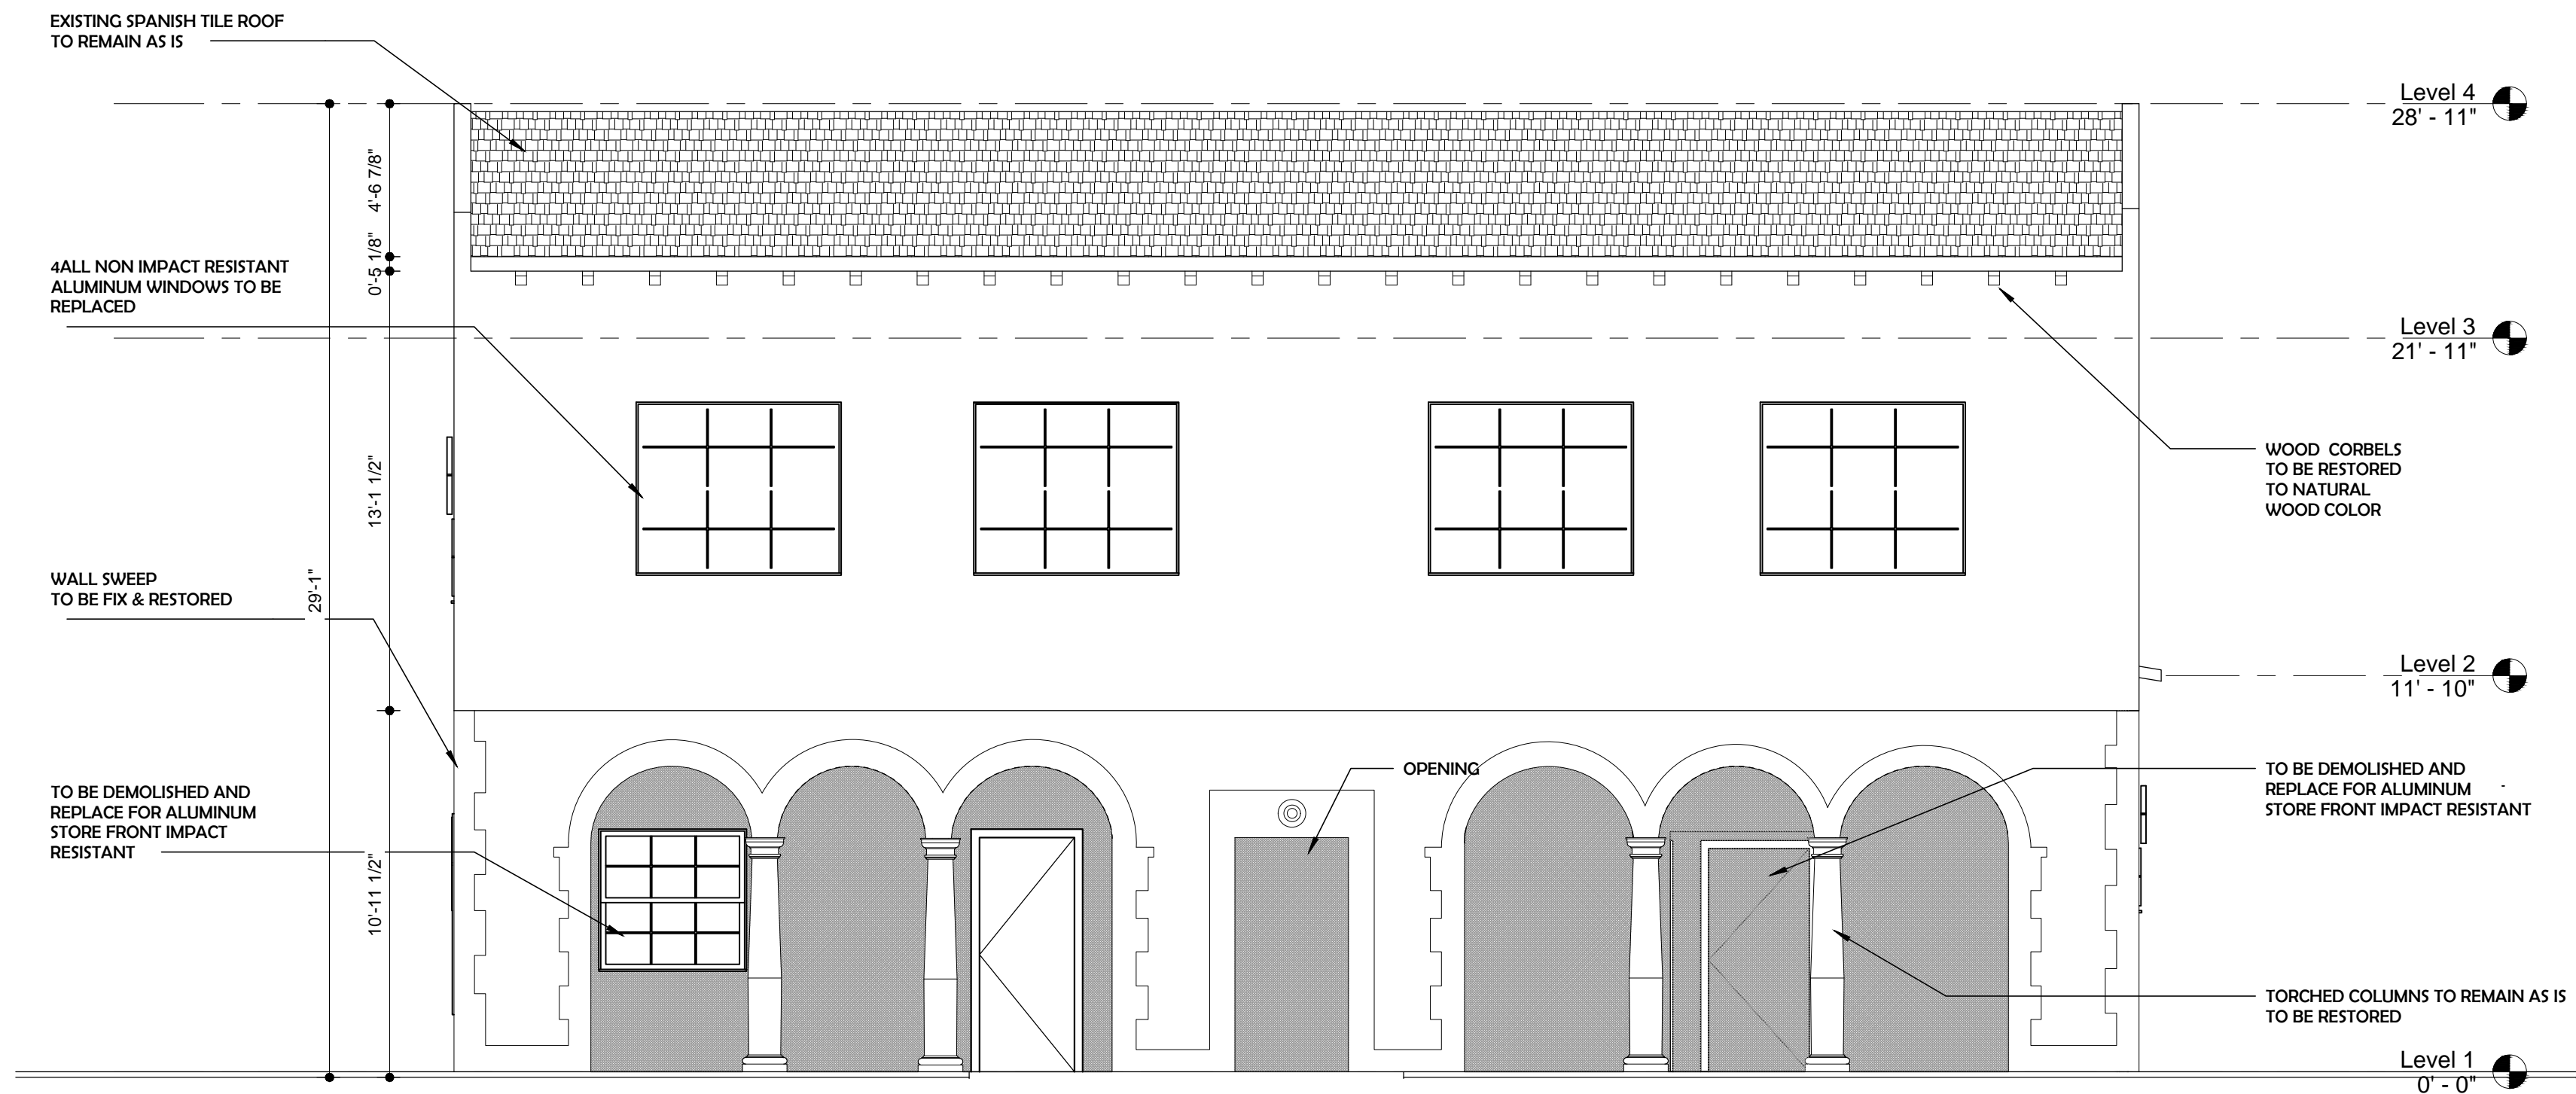 EXISTING SPANISH TILE ROOF
TO REMAIN AS IS
Level 4
28' - 11"
4'-6 7/8"
0'-5 1/8"
4ALL NON IMPACT RESISTANT
ALUMINUM WINDOWS TO BE
REPLACED
Level 3
21' - 11"
13'-1 1/2"
WOOD CORBELS
TO BE RESTORED
TO NATURAL
WOOD COLOR
WALL SWEEP
TO BE FIX & RESTORED
29'-1"
Level 2
11' - 10"
TO BE DEMOLISHED AND
REPLACE FOR ALUMINUM
STORE FRONT IMPACT
RESISTANT
10'-11 1/2"
OPENING
TO BE DEMOLISHED AND
REPLACE FOR ALUMINUM -
STORE FRONT IMPACT RESISTANT
TORCHED COLUMNS TO REMAIN AS IS
TO BE RESTORED
Level 1
0' - 0"